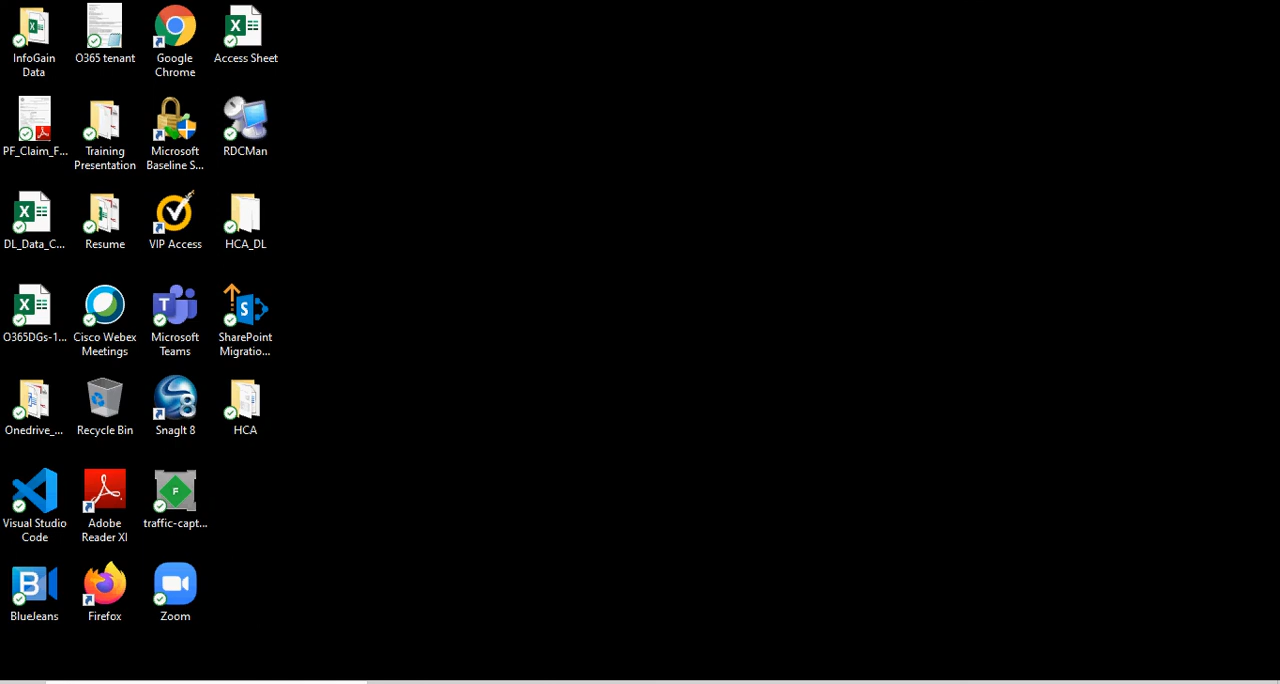 InfoGain
Data
O365 tenant
Google
Chrome
Access Sheet
PF_Claim_F...
Training
Presentation
Microsoft
Baseline S...
RDCMan
DL_Data_C...
Resume
VIP Access
HCA_DL
O365DGs-1...
Cisco Webex
Meetings
Microsoft
Teams
SharePoint
Migratio...
Onedrive_...
Recycle Bin
SnagIt 8
HCA
Visual Studio
Code
Adobe
Reader XI
traffic-capt...
BlueJeans
Firefox
Zoom